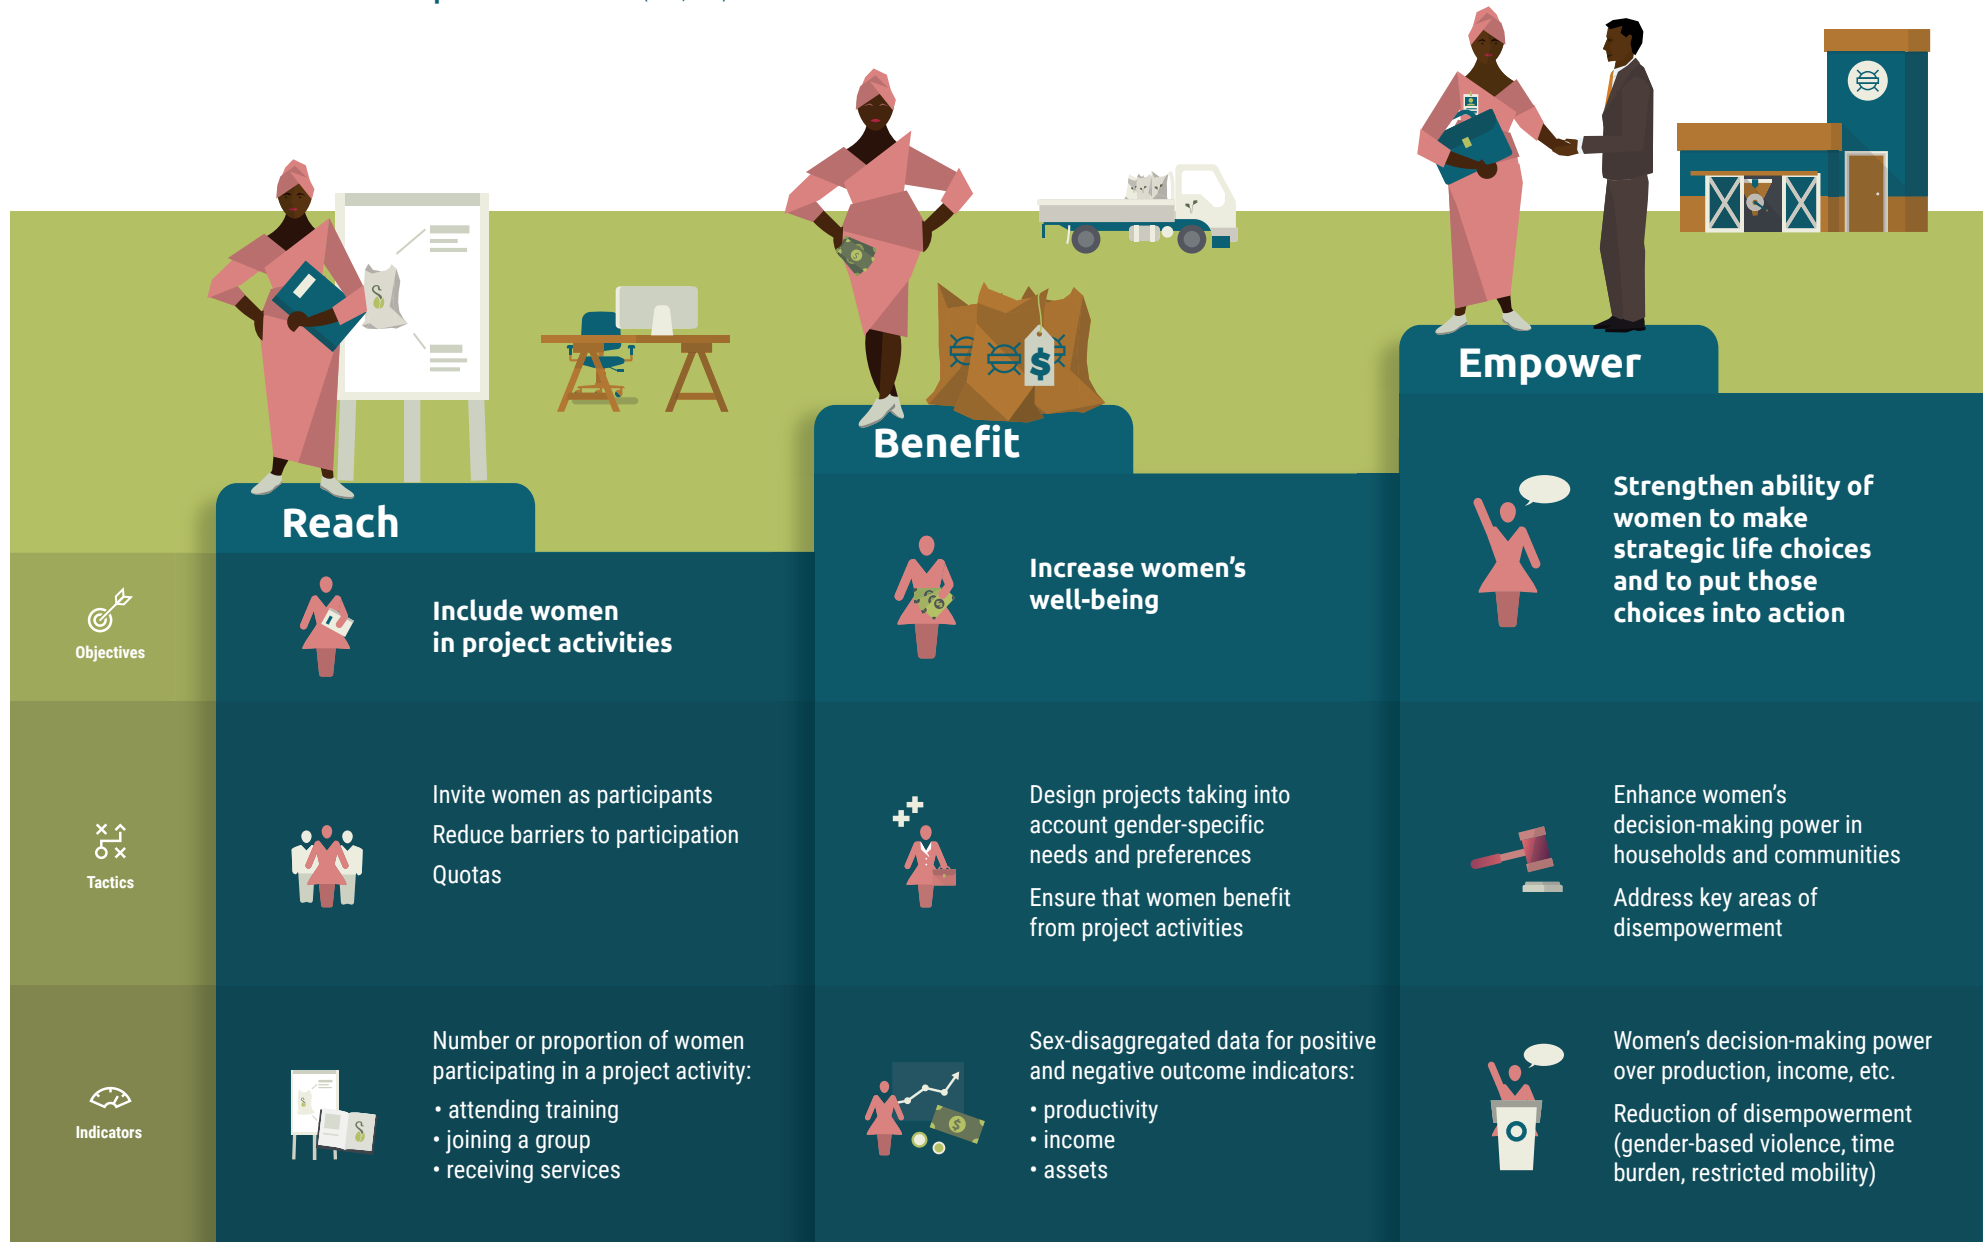 Empower
Benefit
Reach
Objectives
Include women
in project activities
Increase women's
well-being
Strengthen ability of
women to make
strategic life choices
and to put those
choices into action
Tactics
Invite women as participants
Reduce barriers to participation
Quotas
Design projects taking into
account gender-specific
needs and preferences
Ensure that women benefit
from project activities
Enhance women's
decision-making power in
households and communities
Address key areas of
disempowerment
Indicators
Number or proportion of women
participating in a project activity:
• attending training
• joining a group
• receiving services
Sex-disaggregated data for positive
and negative outcome indicators:
• productivity
• income
• assets
Women's decision-making power
over production, income, etc.
Reduction of disempowerment
(gender-based violence, time
burden, restricted mobility)
$